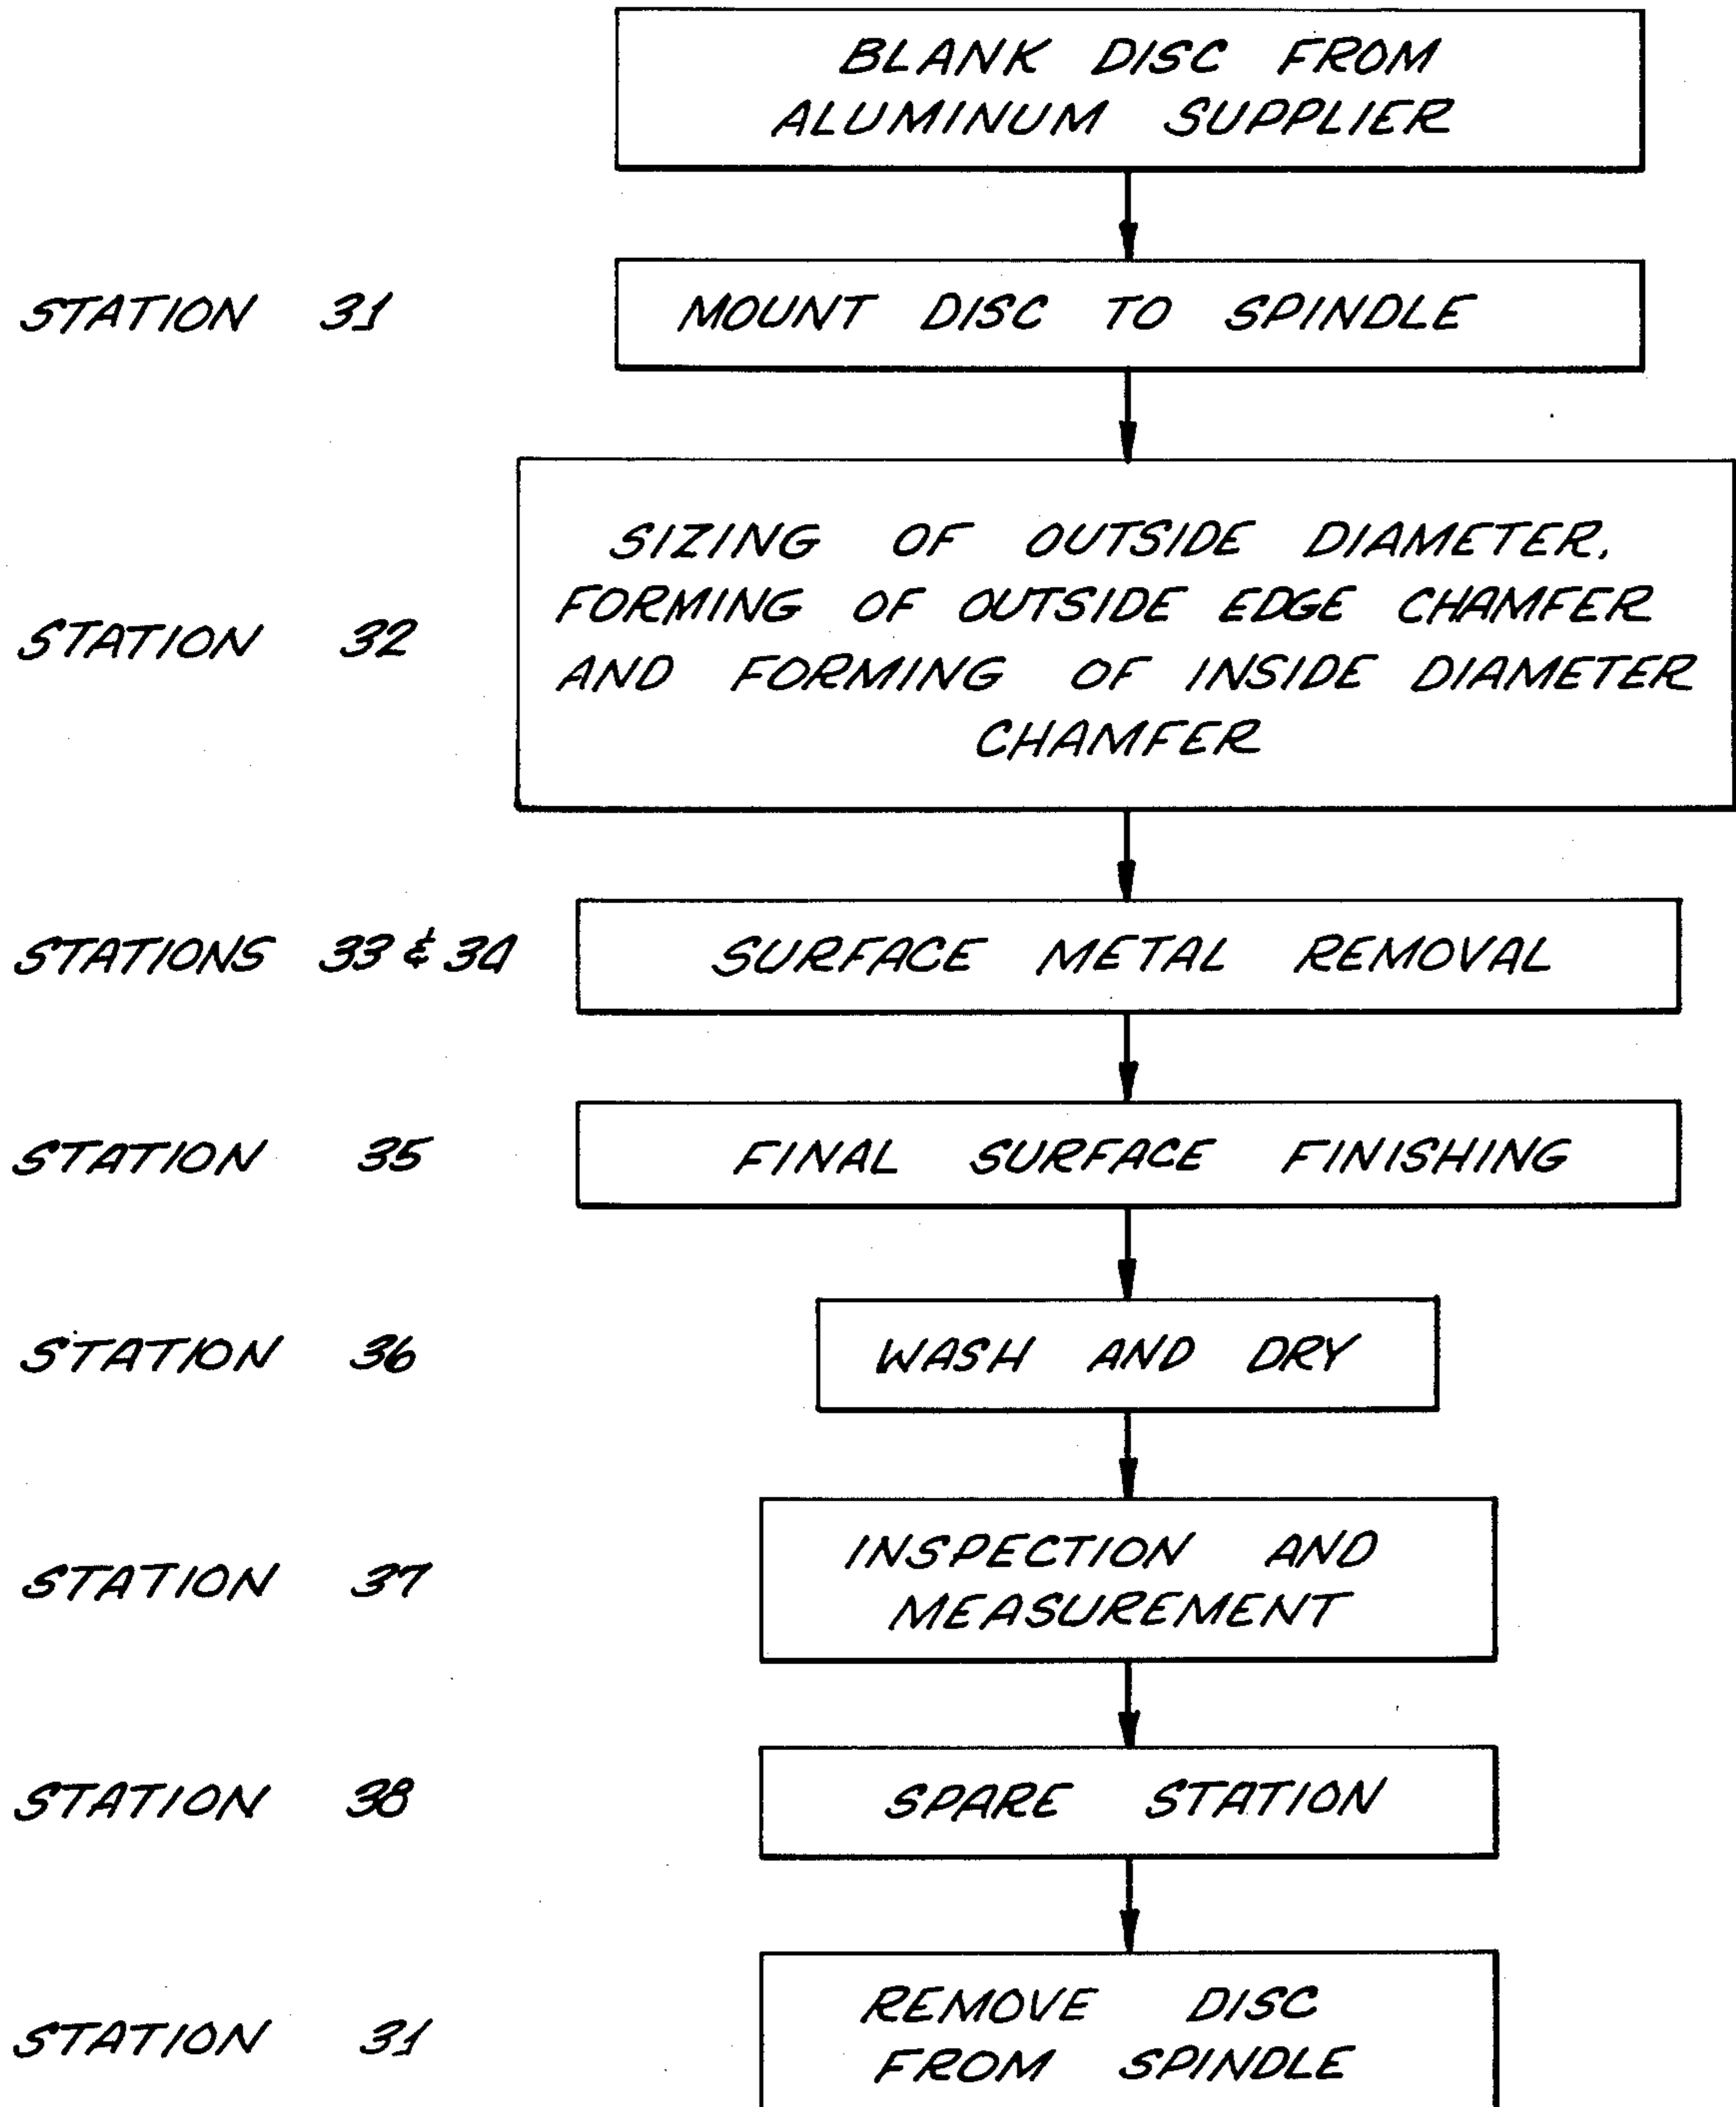 BLANK DISC FROM
ALUMINUM SUPPLIER
STATION 31
MOUNT DISC TO SPINDLE
STATION 32
SIZING OF OUTSIDE DIAMETER,
FORMING OF OUTSIDE EDGE CHAMFER
AND FORMING OF INSIDE DIAMETER
CHAMFER
STATIONS 33 & 34
SURFACE METAL REMOVAL
STATION 35
FINAL SURFACE FINISHING
STATION 36
WASH AND DRY
STATION 37
INSPECTION AND
MEASUREMENT
STATION 38
SPARE STATION
STATION 31
REMOVE DISC
FROM SPINDLE